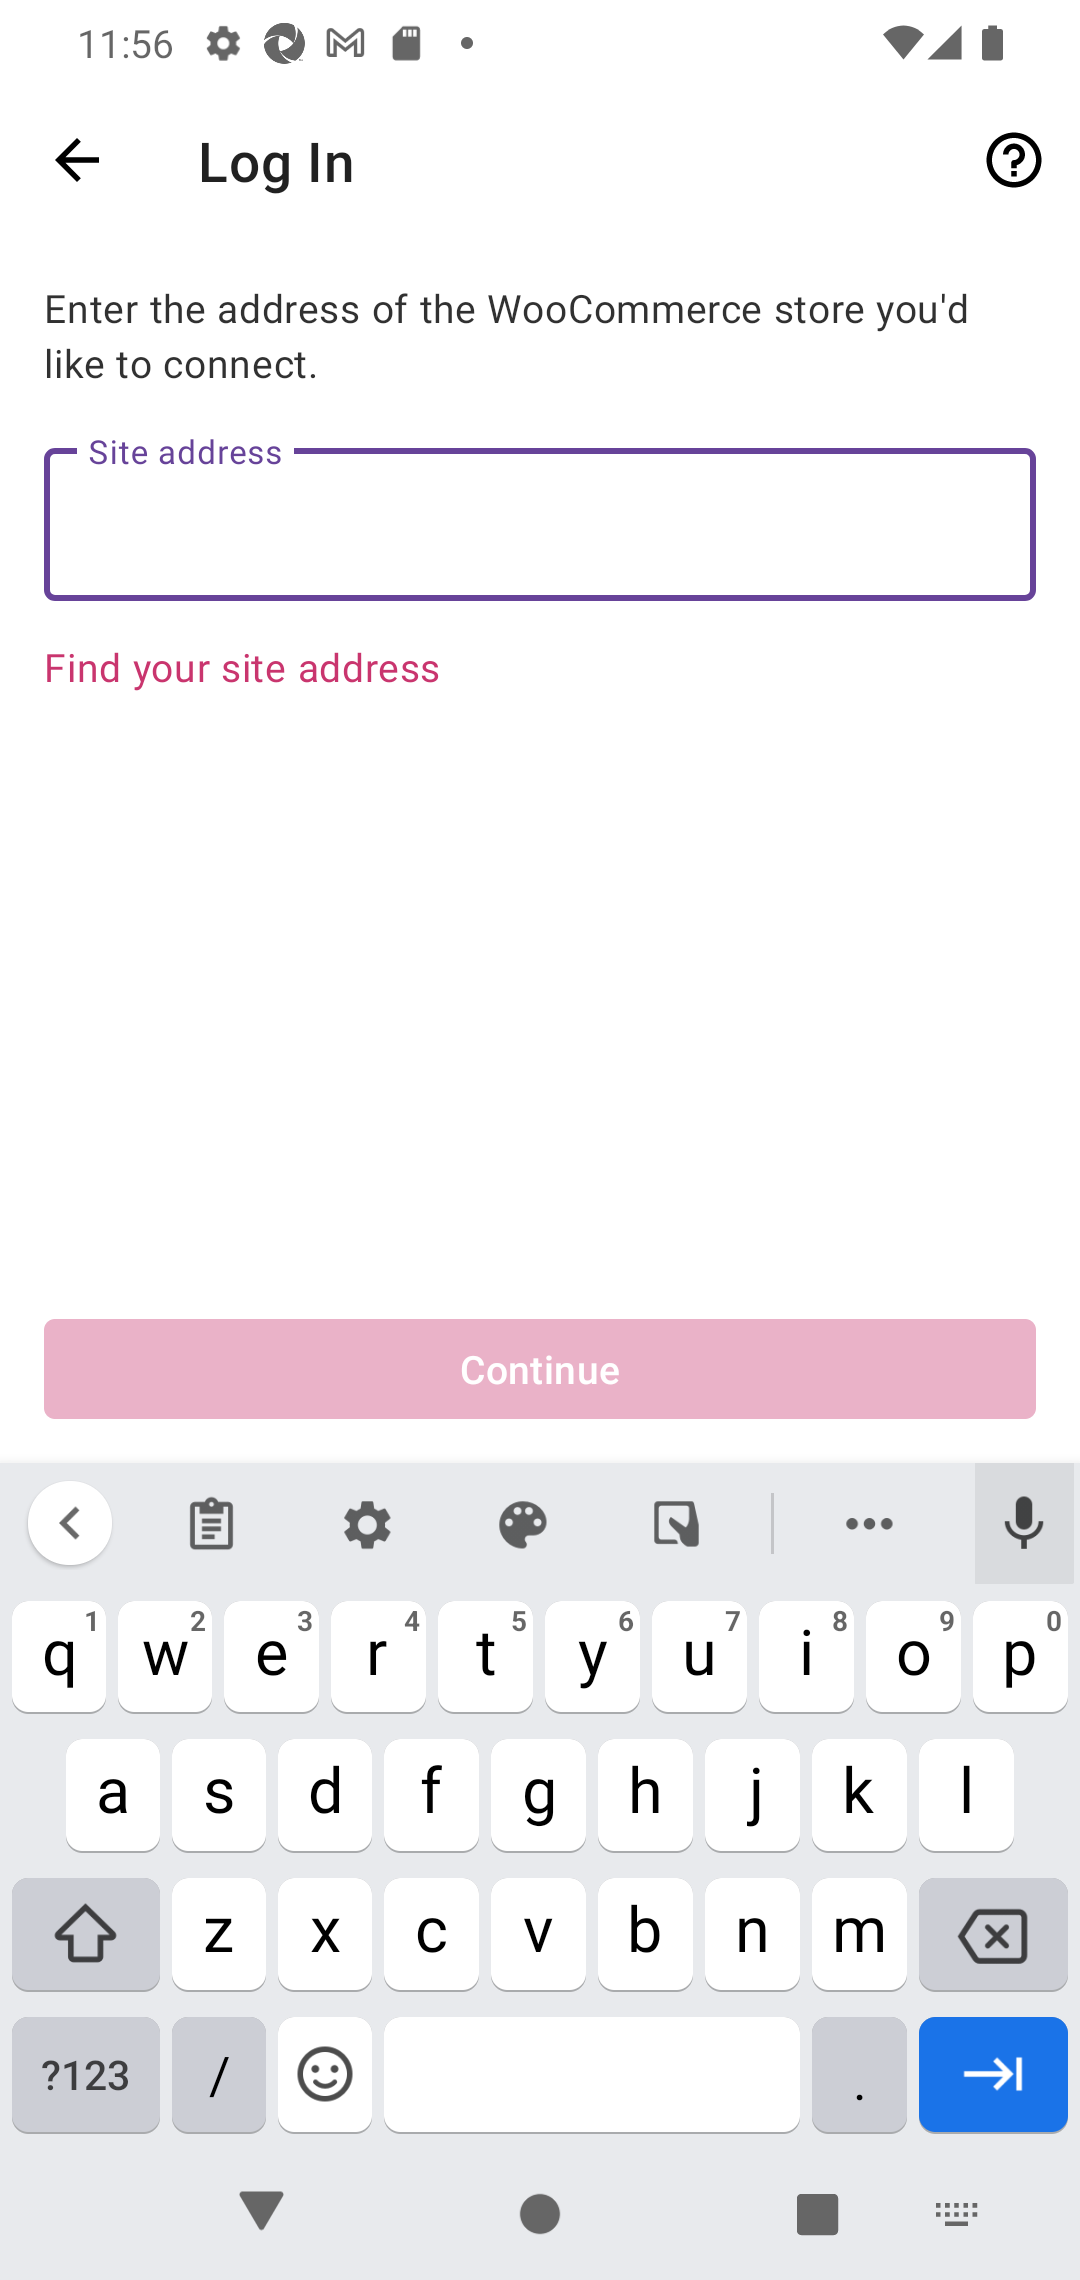 11:56
Log In
Enter the address of the WooCommerce store you'd
like to connect.
Site address
Find your site address
Continue
q 1 w 2 e 3 r 4 t 5 y 6 u 7 i 8 o 9 p 0
a s d f g h j k l
z x c v b n m
?123 / .